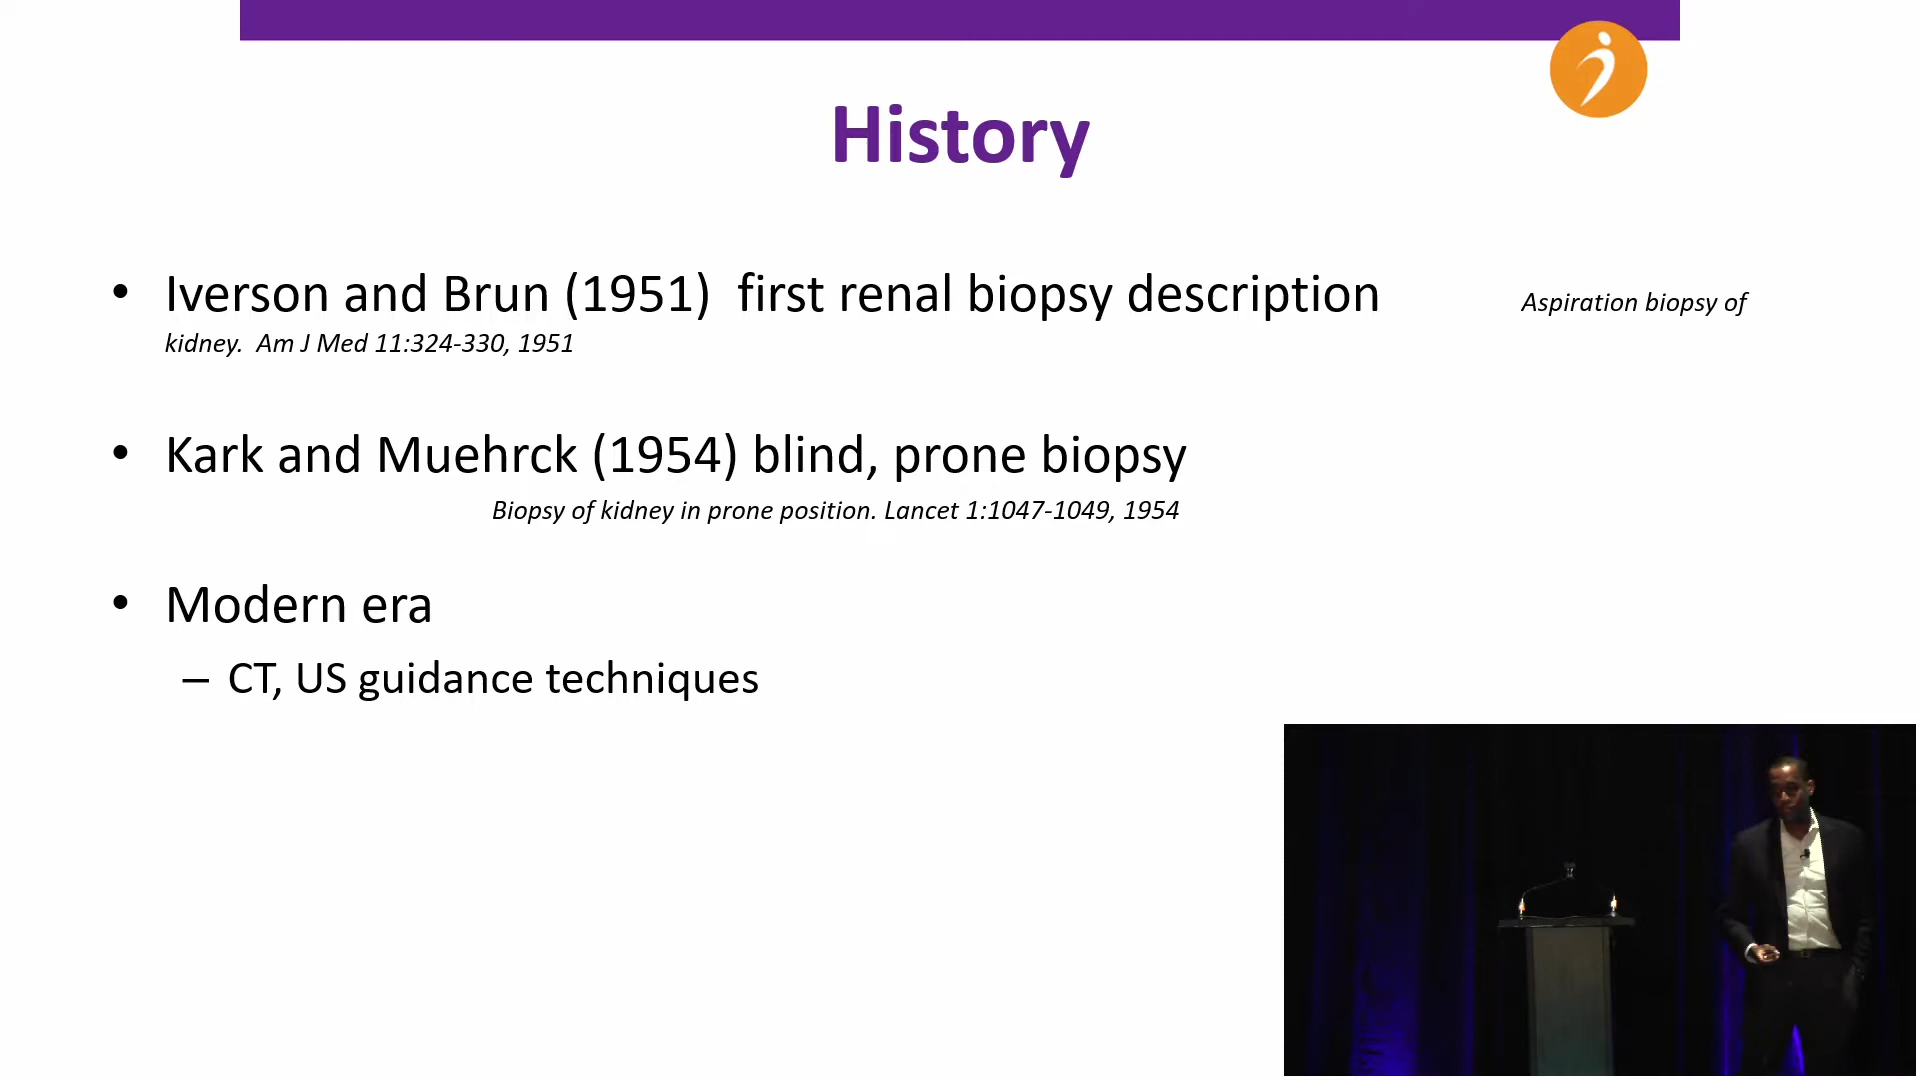 History
• Iverson and Brun (1951) first renal biopsy description Aspiration biopsy of
kidney. Am J Med 11:324-330, 1951
• Kark and Muehrck (1954) blind, prone biopsy
Biopsy of kidney in prone position. Lancet 1:1047-1049, 1954
• Modern era
– CT, US guidance techniques